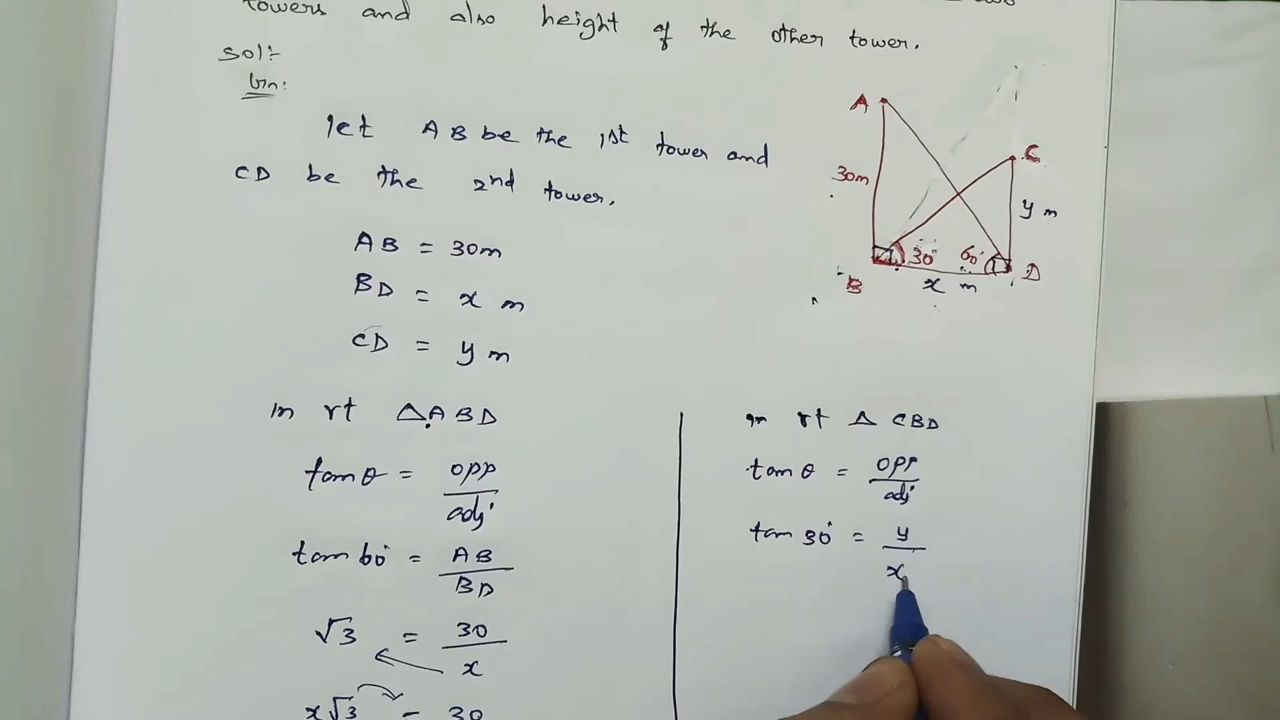 towers and also height of the other tower.
Sol:-
Gn:
let AB be the 1st tower and
CD be the 2nd tower.
AB = 30m
BD = x m
CD = y m
A
C
30m
y m
30° 60°
B
D
x m
In rt △ABD
tan θ = opp/adj
tan 60° = AB/BD
√3 = 30/x
x√3 = 30
In rt △ CBD
tan θ = opp/adj
tan 30° = y/x